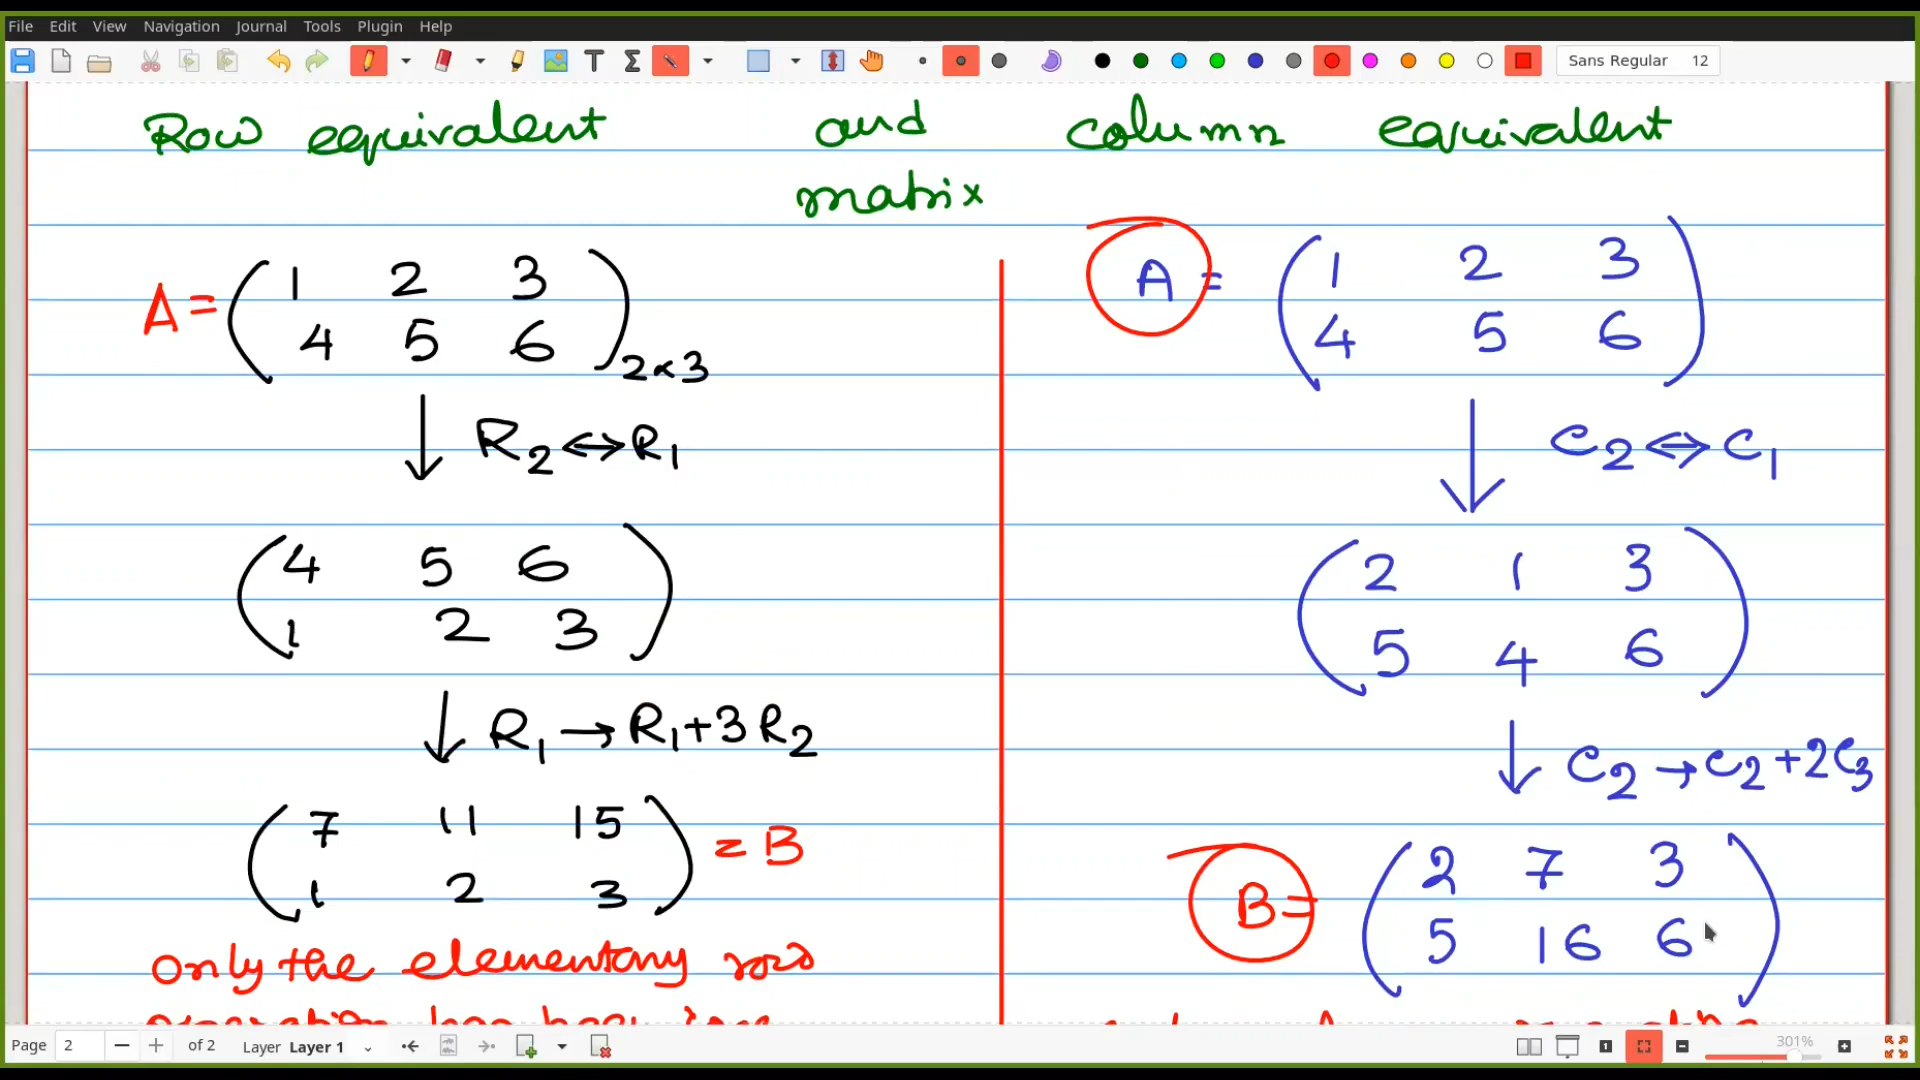 File Edit View Navigation Journal Tools Plugin Help
Sans Regular 12
Row equivalent and column equivalent
matrix
A = ( 1 2 3
4 5 6 ) 2×3
↓ R2 ↔ R1
( 4 5 6
1 2 3 )
↓ R1 → R1 + 3 R2
( 7 11 15
1 2 3 ) = B
only the elementary row
A = ( 1 2 3
4 5 6 )
↓ C2 ↔ C1
( 2 1 3
5 4 6 )
↓ C2 → C2 + 2C3
B = ( 2 7 3
5 16 6 )
Page 2 of 2 Layer Layer 1 301%